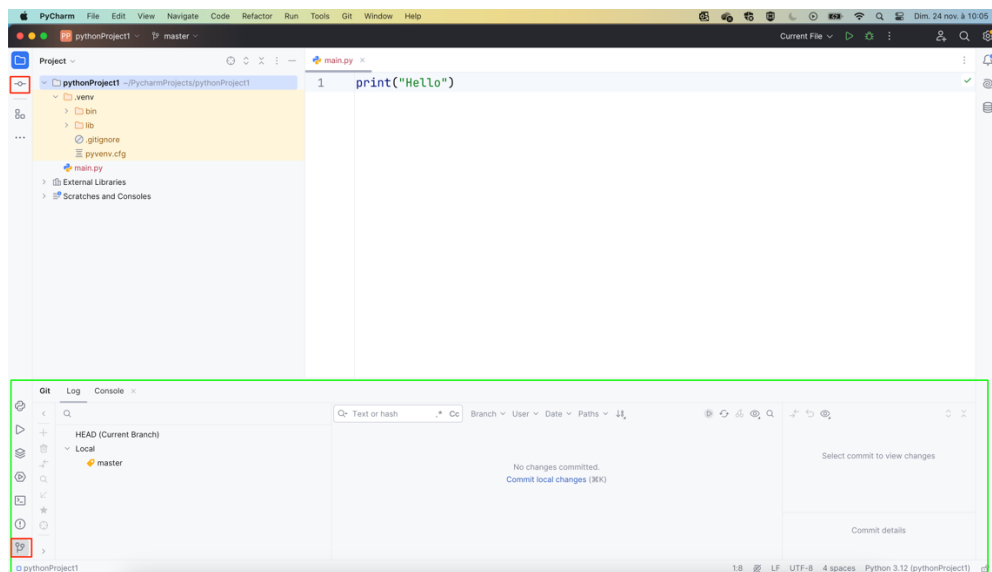 PyCharm File Edit View Navigate Code Refactor Run Tools Git Window Help Dim. 24 nov. à 10:05
PP pythonProject1 master Current File
Project main.py
pythonProject1 ~/PycharmProjects/pythonProject1
1 print("Hello")
.venv
bin
lib
.gitignore
pyvenv.cfg
main.py
External Libraries
Scratches and Consoles
Git Log Console
Text or hash .* Cc Branch User Date Paths
HEAD (Current Branch)
Local
master
No changes committed.
Commit local changes (⌘K)
Select commit to view changes
Commit details
pythonProject1 1:8 LF UTF-8 4 spaces Python 3.12 (pythonProject1)